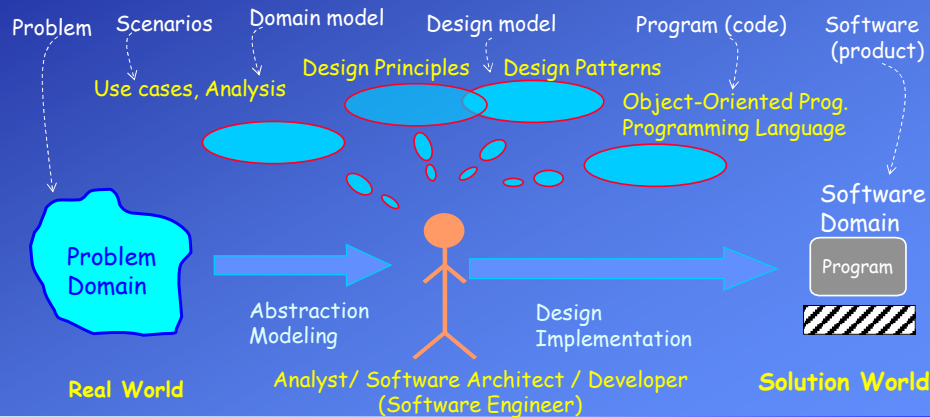 Problem
Scenarios
Domain model
Design model
Program (code)
Software
(product)
Use cases, Analysis
Design Principles
Design Patterns
Object-Oriented Prog.
Programming Language
Problem
Domain
Abstraction
Modeling
Design
Implementation
Software
Domain
Program
Real World
Analyst/ Software Architect / Developer
(Software Engineer)
Solution World